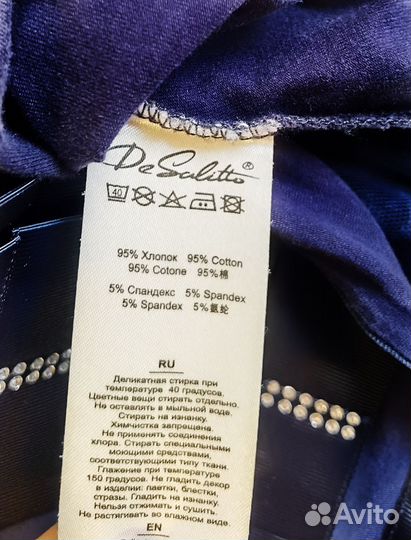 DeSalitto®
40
95% Хлопок 95% Cotton
95% Cotone 95%棉
5% Спандекс 5% Spandex
5% Spandex 5%氨纶
RU
Деликатная стирка при
температуре 40 градусов.
Цветные вещи стирать отдельно.
Не оставлять в мыльной воде.
Стирать на изнанку.
Химчистка запрещена.
Не применять соединения
хлора. Стирать специальными
моющими средствами,
соответствующими типу ткани.
Глажение при температуре
150 градусов. Не гладить декор
в изделии: паетки, блестки,
стразы. Гладить на изнанку.
Нельзя отжимать и сушить.
Не растягивать во влажном виде.
EN
Avito